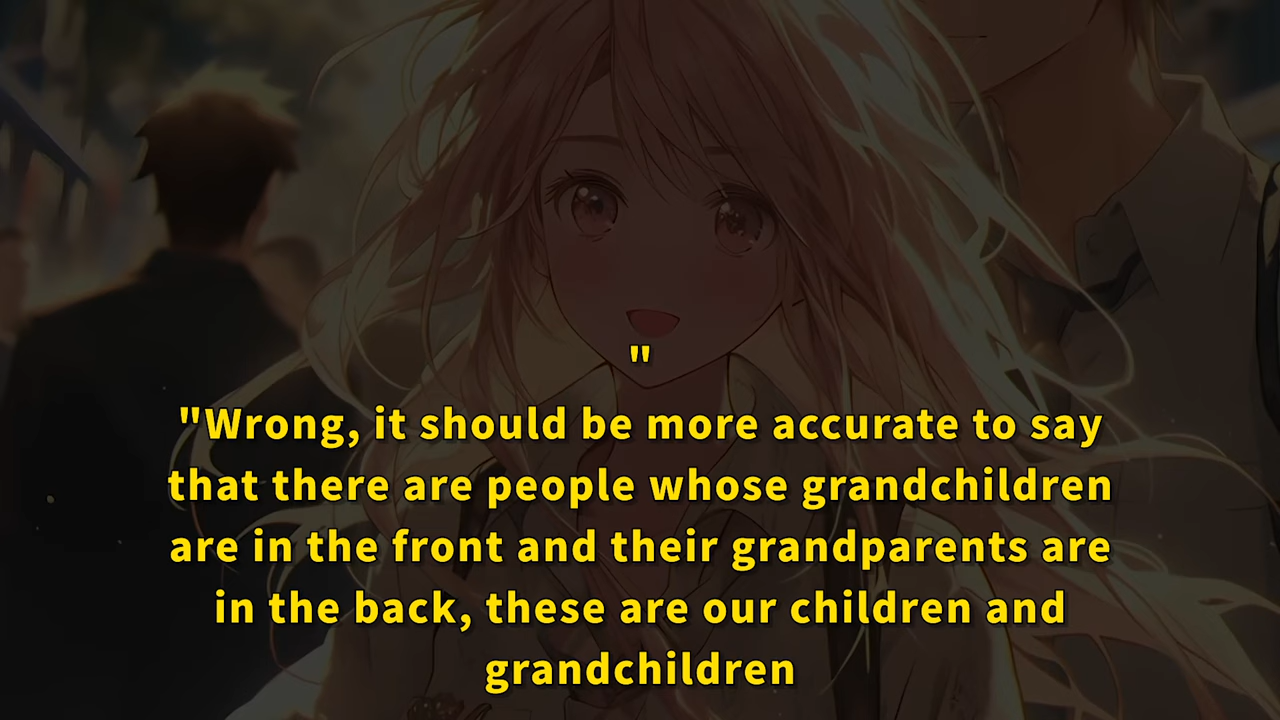 "
"Wrong, it should be more accurate to say
that there are people whose grandchildren
are in the front and their grandparents are
in the back, these are our children and
grandchildren